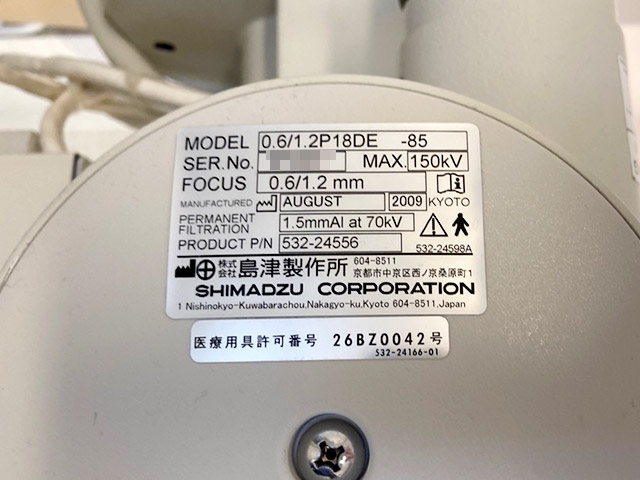 MODEL 0.6/1.2P18DE -85
SER.No. MAX. 150kV
FOCUS 0.6/1.2 mm
MANUFACTURED AUGUST 2009 KYOTO
PERMANENT FILTRATION 1.5mmAl at 70kV
PRODUCT P/N 532-24556 532-24598A
株式会社 島津製作所 604-8511 京都市中京区西ノ京桑原町1
SHIMADZU CORPORATION
1 Nishinokyo-Kuwabarachou,Nakagyo-ku,Kyoto 604-8511,Japan
医療用具許可番号 26BZ0042号
532-24166-01